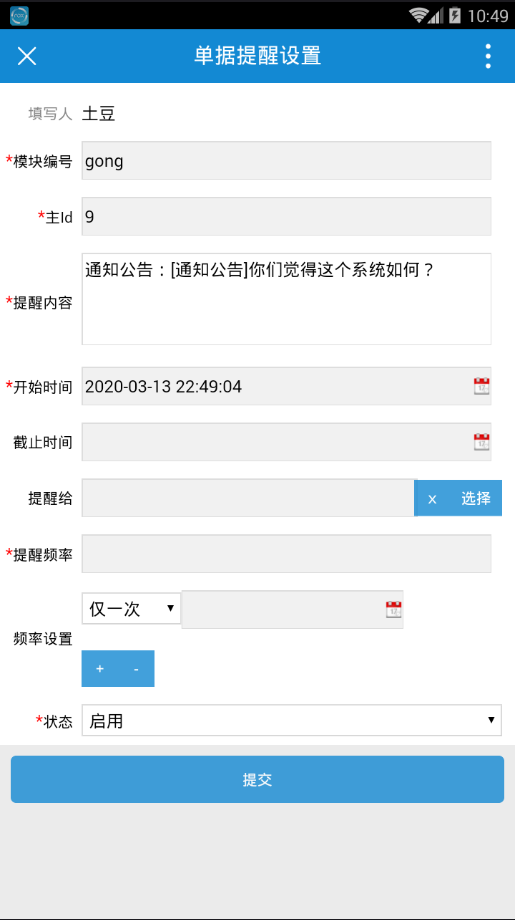 10:49
单据提醒设置
填写人 土豆
*模块编号 gong
*主Id 9
*提醒内容 通知公告：[通知公告]你们觉得这个系统如何？
*开始时间 2020-03-13 22:49:04
截止时间
提醒给 x 选择
*提醒频率
频率设置 仅一次
+ -
*状态 启用
提交